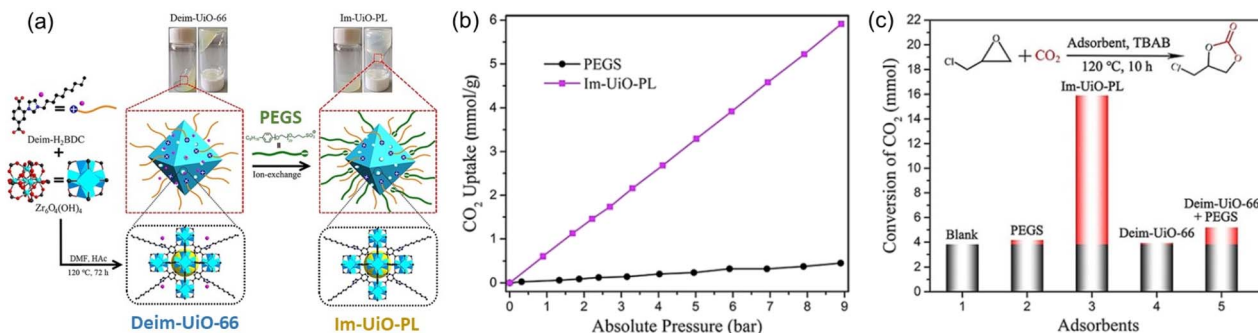 (a)
Deim-UiO-66
Im-UiO-PL
Deim-H2BDC
+
Zr6O4(OH)4
DMF, HAc
120 °C, 72 h
PEGS
Ion-exchange
Deim-UiO-66
Im-UiO-PL
(b)
CO2 Uptake (mmol/g)
6
5
4
3
2
1
0
PEGS
Im-UiO-PL
0 1 2 3 4 5 6 7 8 9
Absolute Pressure (bar)
(c)
Conversion of CO2 (mmol)
22
20
18
16
14
12
10
8
6
4
2
0
Cl
O
+ CO2
Adsorbent, TBAB
120 °C, 10 h
O
O
O
Cl
Im-UiO-PL
Blank
PEGS
Deim-UiO-66
Deim-UiO-66
+ PEGS
1 2 3 4 5
Adsorbents